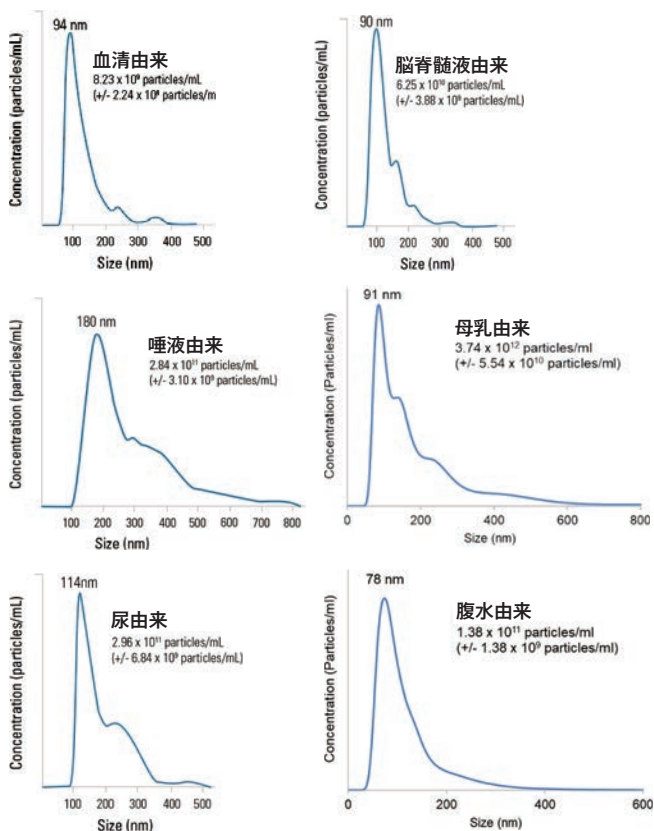 94 nm
血清由来
8.23 x 10⁹ particles/mL
(+/- 2.24 x 10⁸ particles/m
Concentration (particles/mL)
100 200 300 400 500
Size (nm)
90 nm
脳脊髄液由来
6.25 x 10¹⁰ particles/mL
(+/- 3.88 x 10⁹ particles/mL)
Concentration (particles/mL)
100 200 300 400 500
Size (nm)
180 nm
唾液由来
2.84 x 10¹¹ particles/mL
(+/- 3.10 x 10⁹ particles/mL)
Concentration (particles/mL)
100 200 300 400 500 600 700 800
Size (nm)
91 nm
母乳由来
3.74 x 10¹² particles/ml
(+/- 5.54 x 10¹⁰ particles/ml)
Concentration (Particles/mL)
0 200 400 600 800
Size (nm)
114nm
尿由来
2.96 x 10¹¹ particles/mL
(+/- 6.84 x 10⁹ particles/mL)
Concentration (particles/mL)
100 200 300 400 500
Size (nm)
78 nm
腹水由来
1.38 x 10¹¹ particles/ml
(+/- 1.38 x 10⁹ particles/ml)
Concentration (Particles/mL)
0 200 400 600
Size (nm)